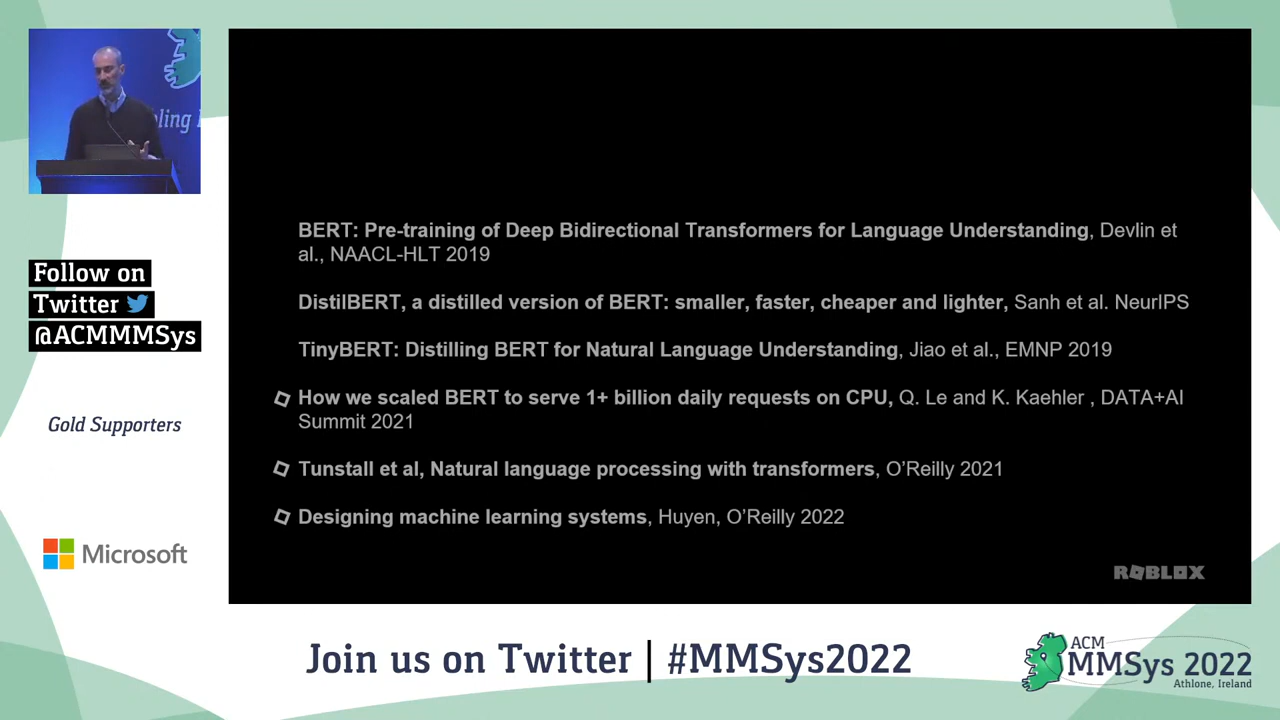 bling
Follow on
Twitter
@ACMMMSys
Gold Supporters
Microsoft
BERT: Pre-training of Deep Bidirectional Transformers for Language Understanding, Devlin et
al., NAACL-HLT 2019
DistilBERT, a distilled version of BERT: smaller, faster, cheaper and lighter, Sanh et al. NeurIPS
TinyBERT: Distilling BERT for Natural Language Understanding, Jiao et al., EMNP 2019
How we scaled BERT to serve 1+ billion daily requests on CPU, Q. Le and K. Kaehler , DATA+AI
Summit 2021
Tunstall et al, Natural language processing with transformers, O’Reilly 2021
Designing machine learning systems, Huyen, O’Reilly 2022
ROBLOX
Join us on Twitter | #MMSys2022
ACM
MMSys 2022
Athlone, Ireland